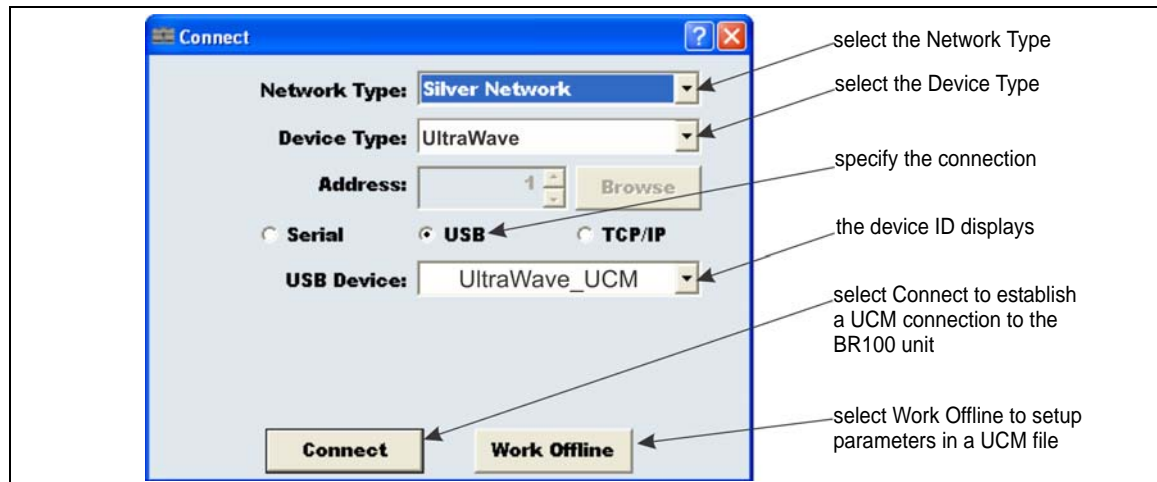 Connect
select the Network Type
Network Type: Silver Network
select the Device Type
Device Type: UltraWave
specify the connection
Address: 1 Browse
the device ID displays
Serial USB TCP/IP
USB Device: UltraWave_UCM
select Connect to establish
a UCM connection to the
BR100 unit
select Work Offline to setup
parameters in a UCM file
Connect Work Offline